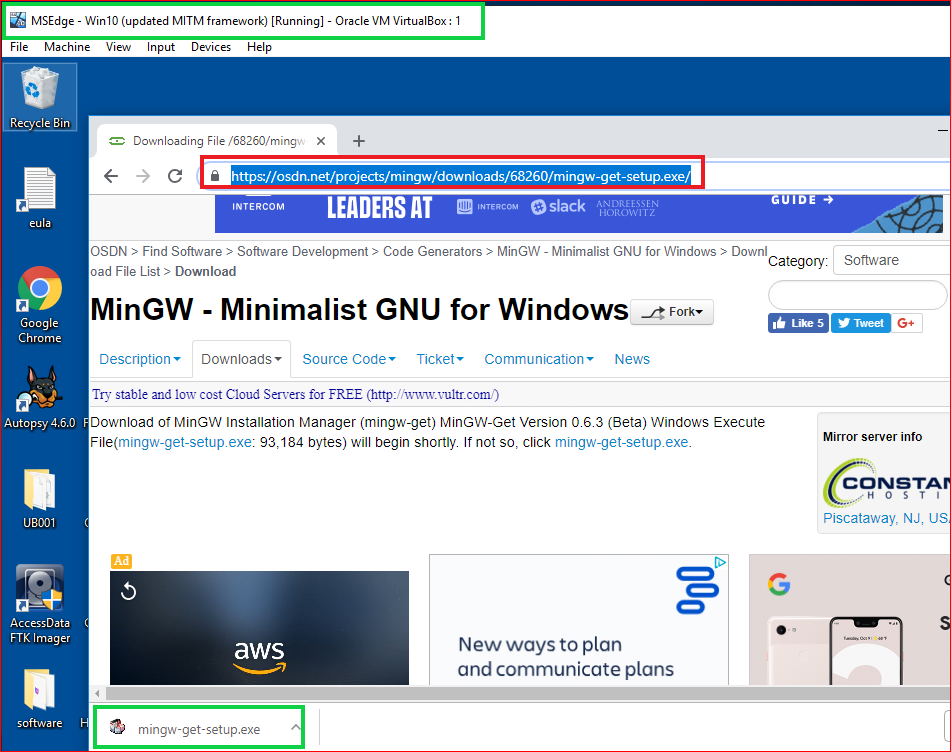 MSEdge - Win10 (updated MITM framework) [Running] - Oracle VM VirtualBox : 1
File Machine View Input Devices Help
Recycle Bin
eula
Google
Chrome
Autopsy 4.6.0
UB001
AccessData
FTK Imager
software
Downloading File /68260/mingw
https://osdn.net/projects/mingw/downloads/68260/mingw-get-setup.exe/
INTERCOM LEADERS AT INTERCOM slack ANDREESSEN HOROWITZ GUIDE →
OSDN > Find Software > Software Development > Code Generators > MinGW - Minimalist GNU for Windows > Downl
oad File List > Download
Category: Software
MinGW - Minimalist GNU for Windows Fork
Like 5 Tweet G+
Description Downloads Source Code Ticket Communication News
Try stable and low cost Cloud Servers for FREE (http://www.vultr.com/)
Download of MinGW Installation Manager (mingw-get) MinGW-Get Version 0.6.3 (Beta) Windows Execute
File(mingw-get-setup.exe: 93,184 bytes) will begin shortly. If not so, click mingw-get-setup.exe.
Mirror server info
CONSTAN
HOSTI
Piscataway, NJ, US
Ad
aws
New ways to plan
and communicate plans
G
Tuesday, Oct 9
mingw-get-setup.exe